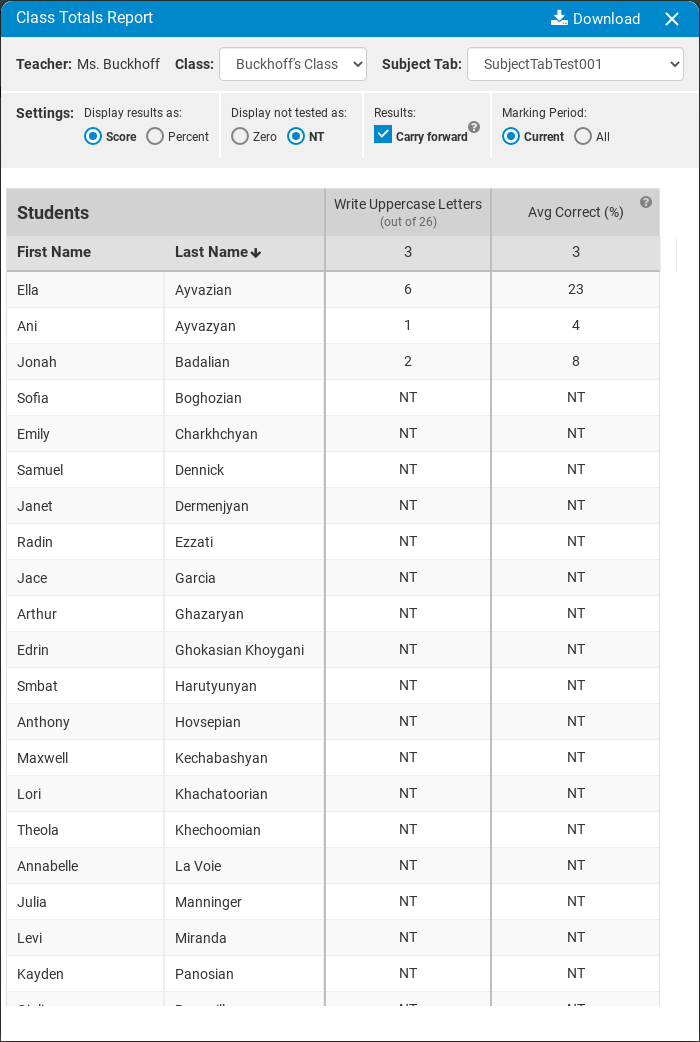 Class Totals Report Download
Teacher: Ms. Buckhoff Class: Buckhoff's Class Subject Tab: SubjectTabTest001
Settings: Display results as: Display not tested as: Results: Marking Period:
Score Percent Zero NT Carry forward ? Current All
Students Write Uppercase Letters (out of 26) Avg Correct (%) ?
First Name Last Name 3 3
Ella Ayvazian 6 23
Ani Ayvazyan 1 4
Jonah Badalian 2 8
Sofia Boghozian NT NT
Emily Charkhchyan NT NT
Samuel Dennick NT NT
Janet Dermenjyan NT NT
Radin Ezzati NT NT
Jace Garcia NT NT
Arthur Ghazaryan NT NT
Edrin Ghokasian Khoygani NT NT
Smbat Harutyunyan NT NT
Anthony Hovsepian NT NT
Maxwell Kechabashyan NT NT
Lori Khachatoorian NT NT
Theola Khechoomian NT NT
Annabelle La Voie NT NT
Julia Manninger NT NT
Levi Miranda NT NT
Kayden Panosian NT NT